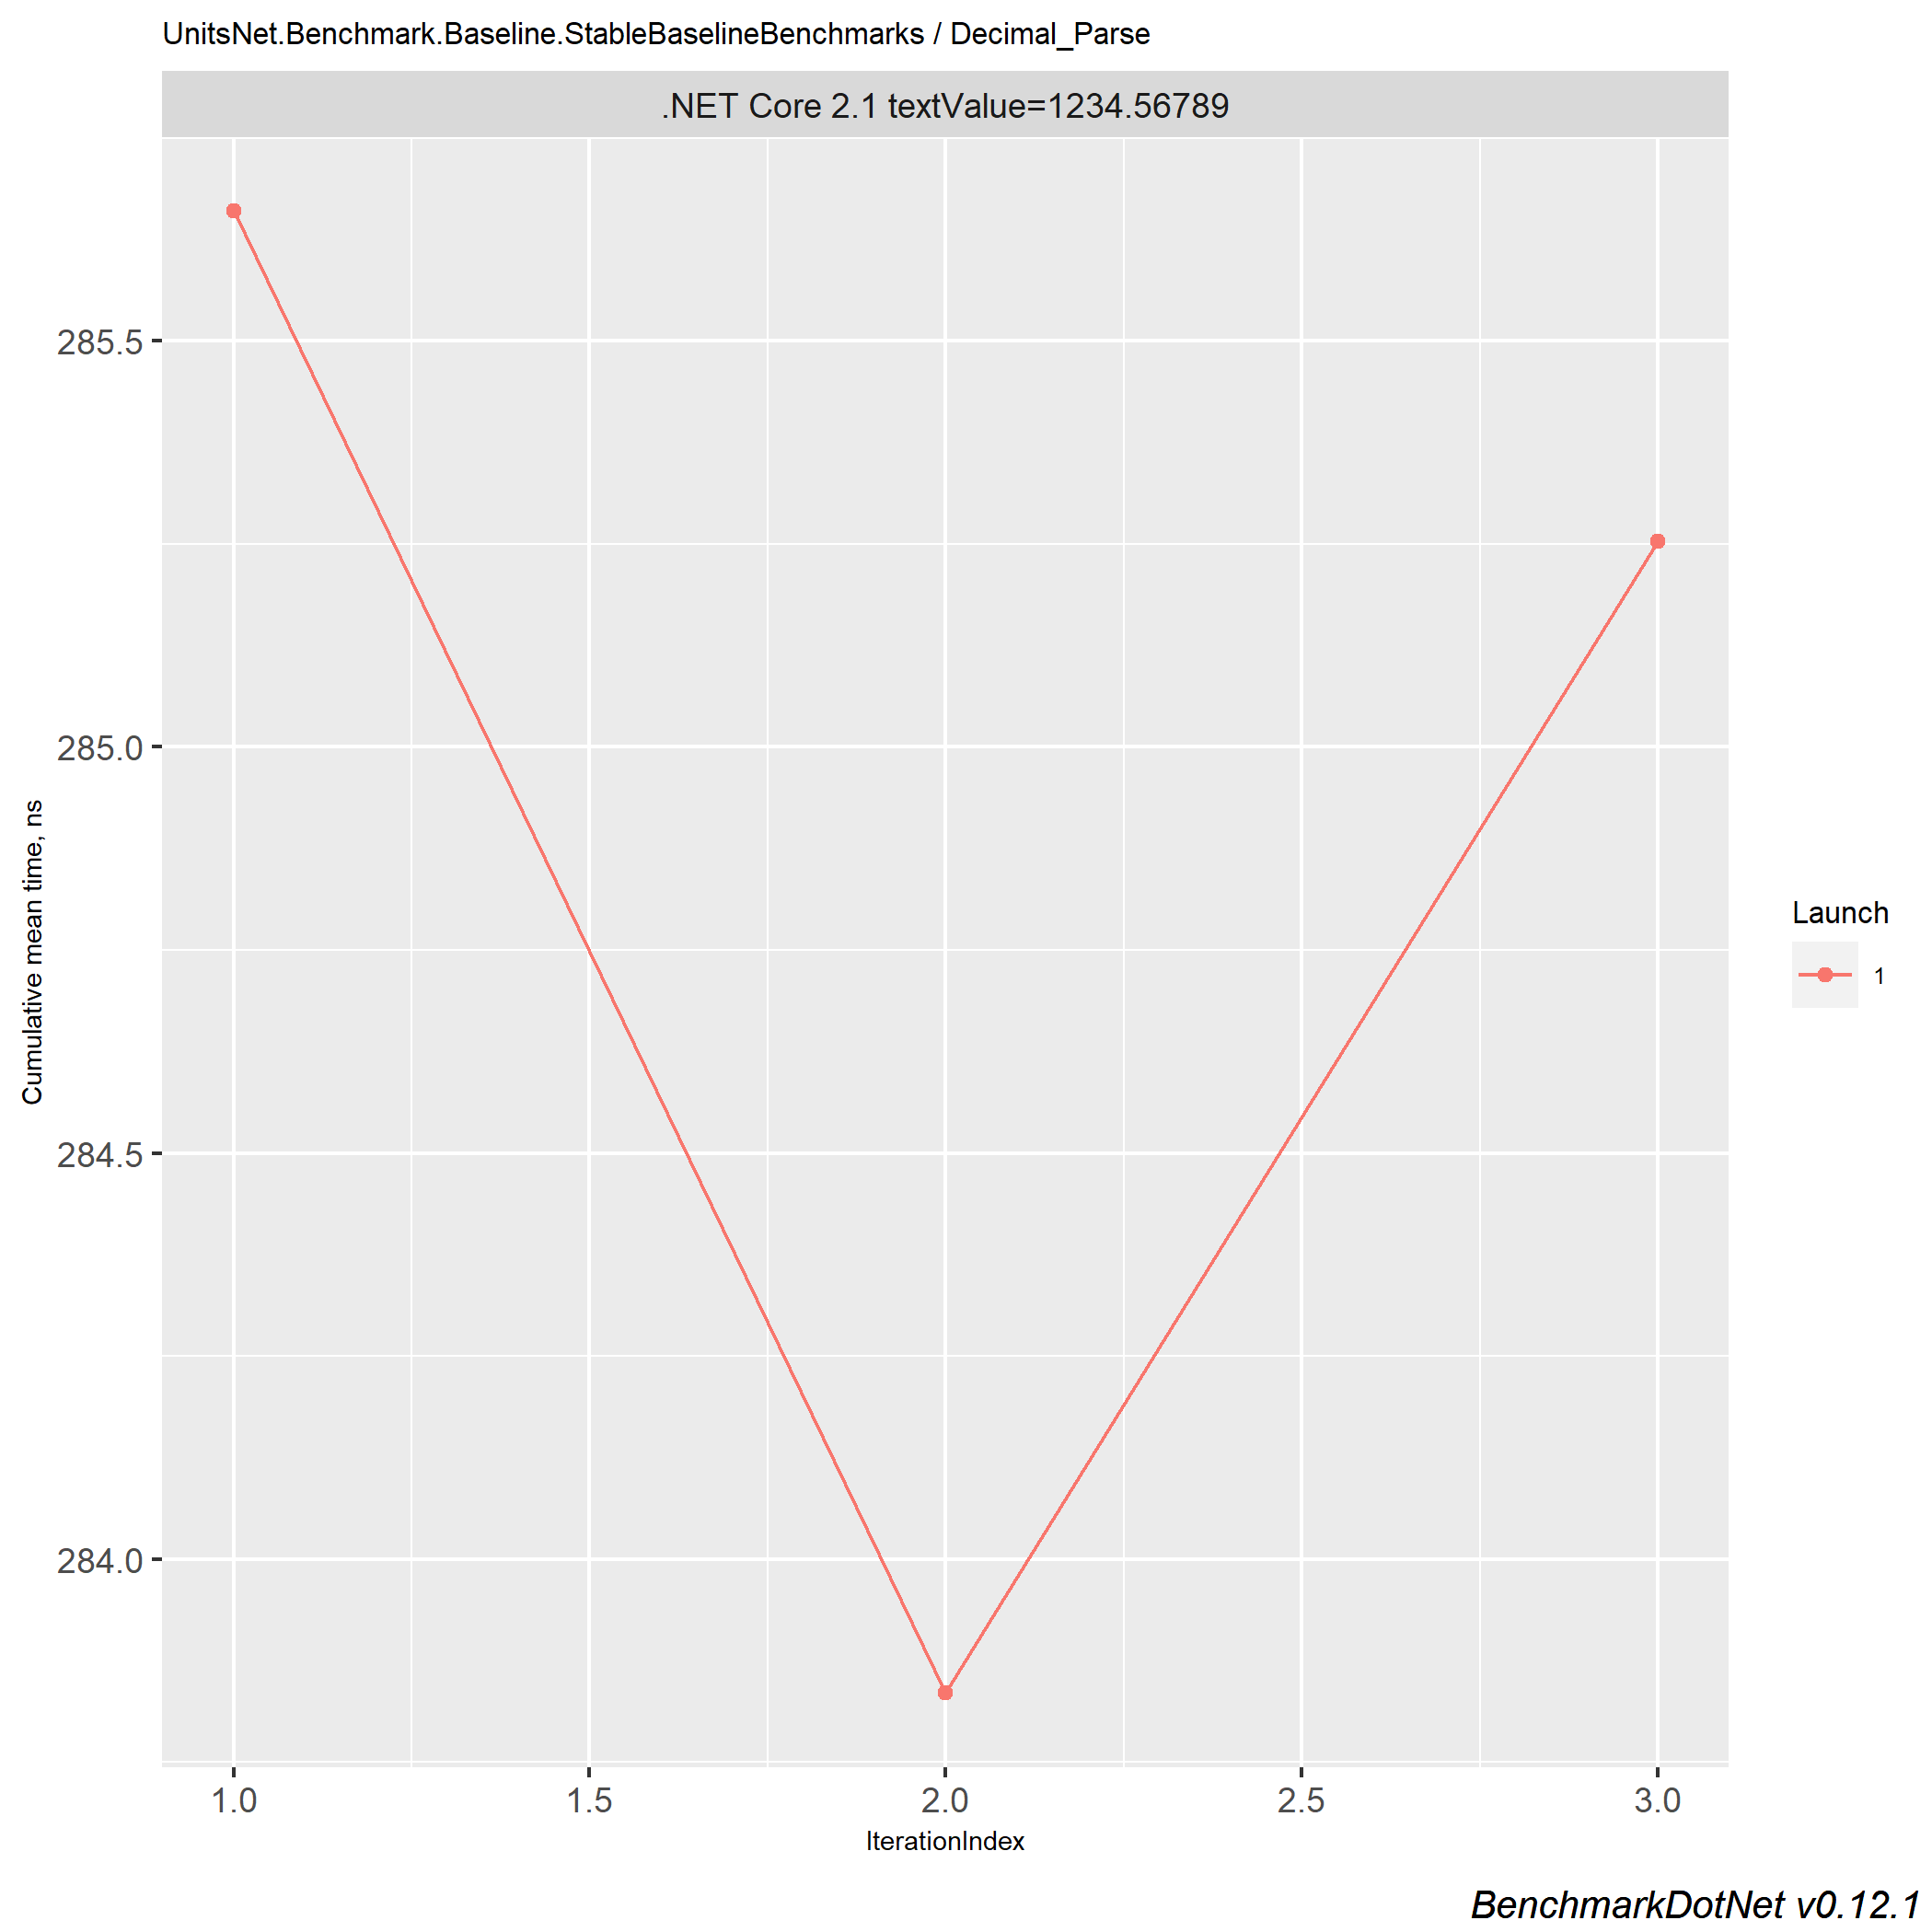 UnitsNet.Benchmark.Baseline.StableBaselineBenchmarks / Decimal_Parse
.NET Core 2.1 textValue=1234.56789
Cumulative mean time, ns
285.5
285.0
284.5
284.0
1.0 1.5 2.0 2.5 3.0
IterationIndex
Launch
1
BenchmarkDotNet v0.12.1